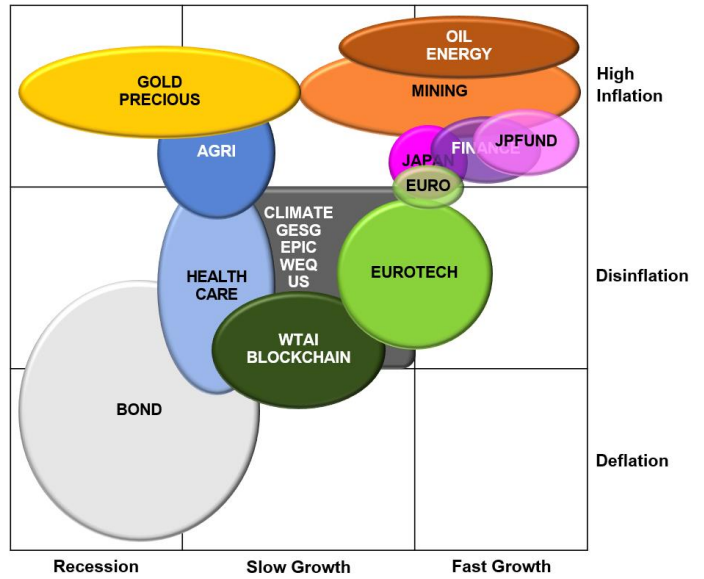 OIL
ENERGY
High
Inflation
GOLD
PRECIOUS
MINING
AGRI
JAPAN
FINANCE
JPFUND
EURO
CLIMATE
GESG
EPIC
WEQ
US
HEALTH
CARE
EUROTECH
Disinflation
WTAI
BLOCKCHAIN
BOND
Deflation
Recession
Slow Growth
Fast Growth